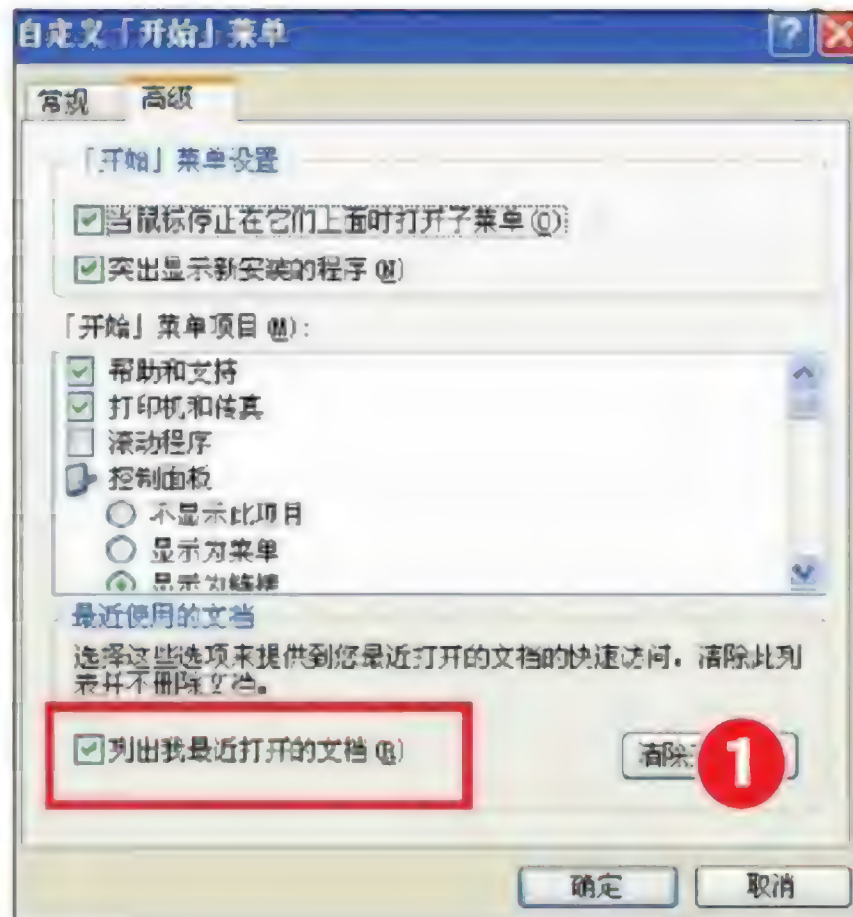 自定义「开始」菜单
常规 高级
「开始」菜单设置
当鼠标停止在它们上面时打开子菜单(O)
突出显示新安装的程序(N)
「开始」菜单项目(M):
帮助和支持
打印机和传真
滚动程序
控制面板
不显示此项目
显示为菜单
显示为链接
最近使用的文档
选择这些选项来提供到您最近打开的文档的快速访问。清除此列
表并不删除文档。
列出我最近打开的文档(R)
清除
1
确定 取消